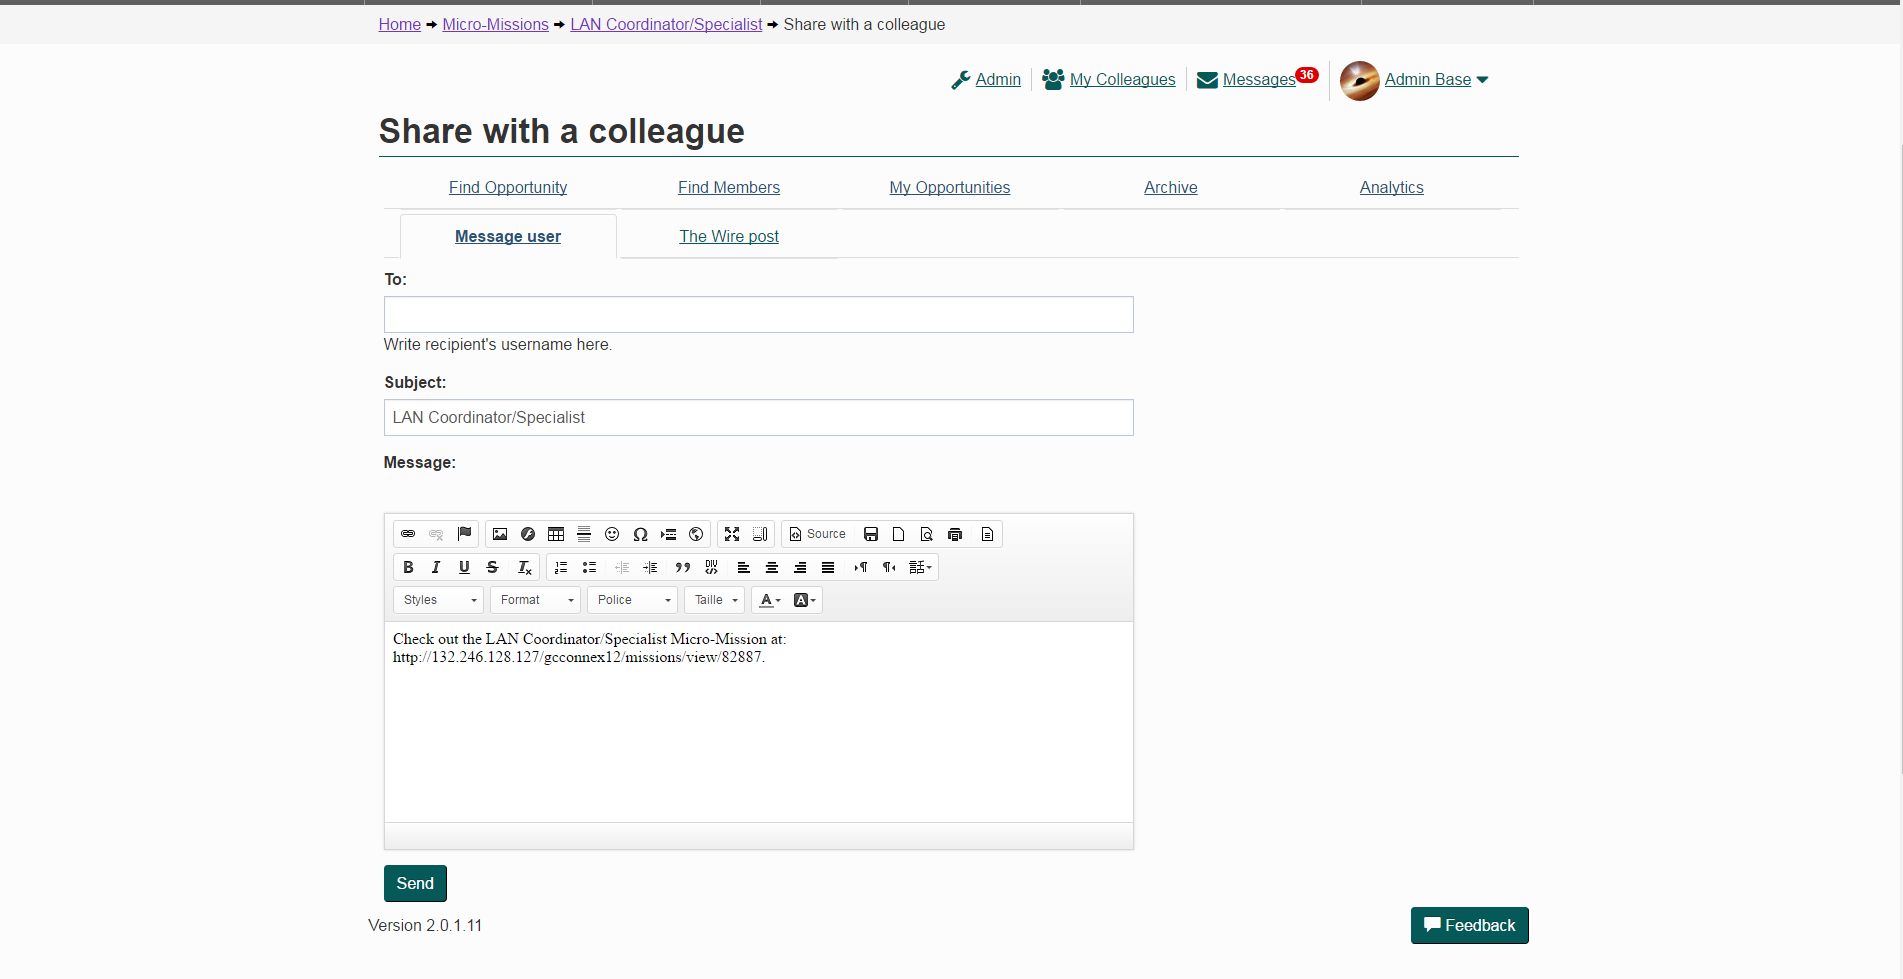 Home ➞ Micro-Missions ➞ LAN Coordinator/Specialist ➞ Share with a colleague
Admin My Colleagues Messages 36 Admin Base
Share with a colleague
Find Opportunity Find Members My Opportunities Archive Analytics
Message user The Wire post
To:
Write recipient's username here.
Subject:
LAN Coordinator/Specialist
Message:
Source
B I U S Tx
Styles Format Police Taille A A
Check out the LAN Coordinator/Specialist Micro-Mission at:
http://132.246.128.127/gcconnex12/missions/view/82887.
Send
Version 2.0.1.11
Feedback